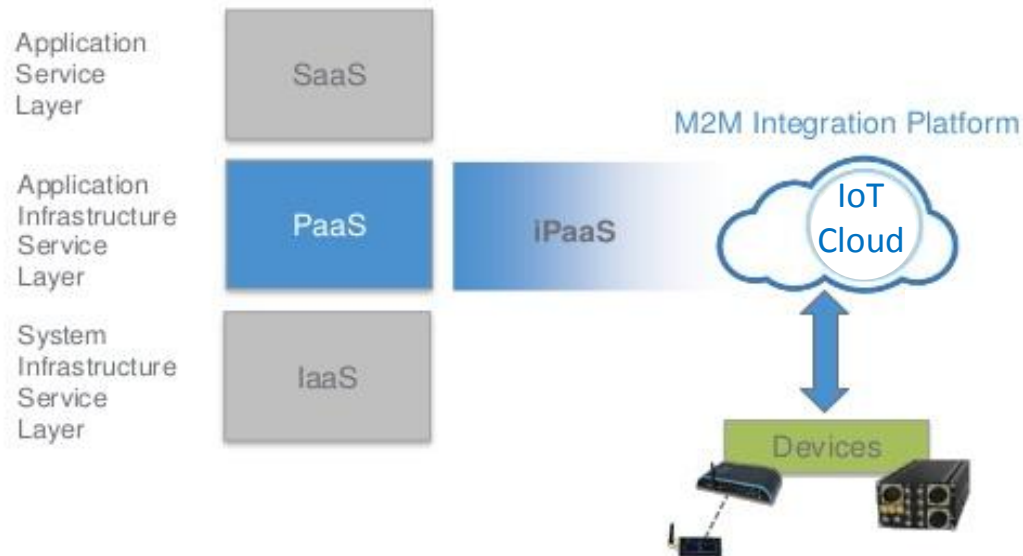 Application
Service
Layer
SaaS
M2M Integration Platform
Application
Infrastructure
Service
Layer
PaaS
iPaaS
IoT
Cloud
System
Infrastructure
Service
Layer
IaaS
Devices